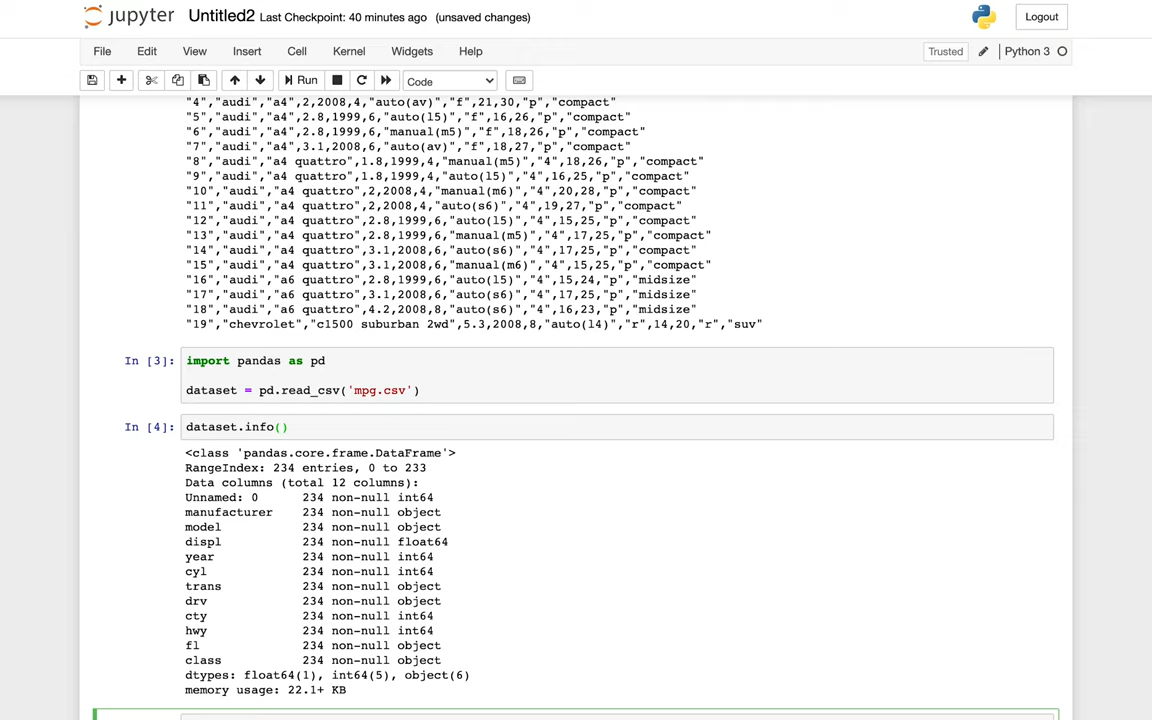 jupyter Untitled2 Last Checkpoint: 40 minutes ago (unsaved changes) Logout
File Edit View Insert Cell Kernel Widgets Help Trusted Python 3
Run Code
"4","audi","a4",2,2008,4,"auto(av)","f",21,30,"p","compact"
"5","audi","a4",2.8,1999,6,"auto(l5)","f",16,26,"p","compact"
"6","audi","a4",2.8,1999,6,"manual(m5)","f",18,26,"p","compact"
"7","audi","a4",3.1,2008,6,"auto(av)","f",18,27,"p","compact"
"8","audi","a4 quattro",1.8,1999,4,"manual(m5)","4",18,26,"p","compact"
"9","audi","a4 quattro",1.8,1999,4,"auto(l5)","4",16,25,"p","compact"
"10","audi","a4 quattro",2,2008,4,"manual(m6)","4",20,28,"p","compact"
"11","audi","a4 quattro",2,2008,4,"auto(s6)","4",19,27,"p","compact"
"12","audi","a4 quattro",2.8,1999,6,"auto(l5)","4",15,25,"p","compact"
"13","audi","a4 quattro",2.8,1999,6,"manual(m5)","4",17,25,"p","compact"
"14","audi","a4 quattro",3.1,2008,6,"auto(s6)","4",17,25,"p","compact"
"15","audi","a4 quattro",3.1,2008,6,"manual(m6)","4",15,25,"p","compact"
"16","audi","a6 quattro",2.8,1999,6,"auto(l5)","4",15,24,"p","midsize"
"17","audi","a6 quattro",3.1,2008,6,"auto(s6)","4",17,25,"p","midsize"
"18","audi","a6 quattro",4.2,2008,8,"auto(s6)","4",16,23,"p","midsize"
"19","chevrolet","c1500 suburban 2wd",5.3,2008,8,"auto(l4)","r",14,20,"r","suv"
In [3]: import pandas as pd
dataset = pd.read_csv('mpg.csv')
In [4]: dataset.info()
<class 'pandas.core.frame.DataFrame'>
RangeIndex: 234 entries, 0 to 233
Data columns (total 12 columns):
Unnamed: 0 234 non-null int64
manufacturer 234 non-null object
model 234 non-null object
displ 234 non-null float64
year 234 non-null int64
cyl 234 non-null int64
trans 234 non-null object
drv 234 non-null object
cty 234 non-null int64
hwy 234 non-null int64
fl 234 non-null object
class 234 non-null object
dtypes: float64(1), int64(5), object(6)
memory usage: 22.1+ KB